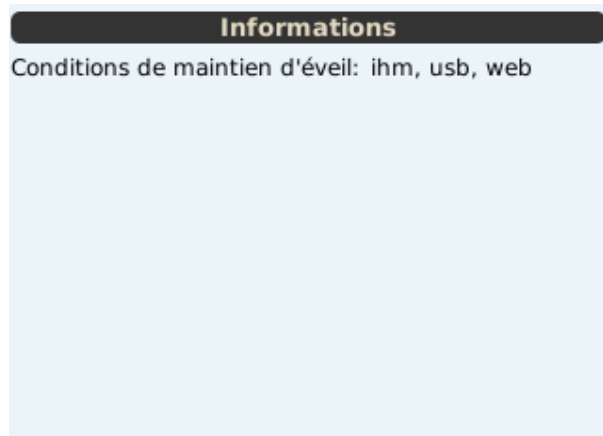 Informations
Conditions de maintien d'éveil: ihm, usb, web